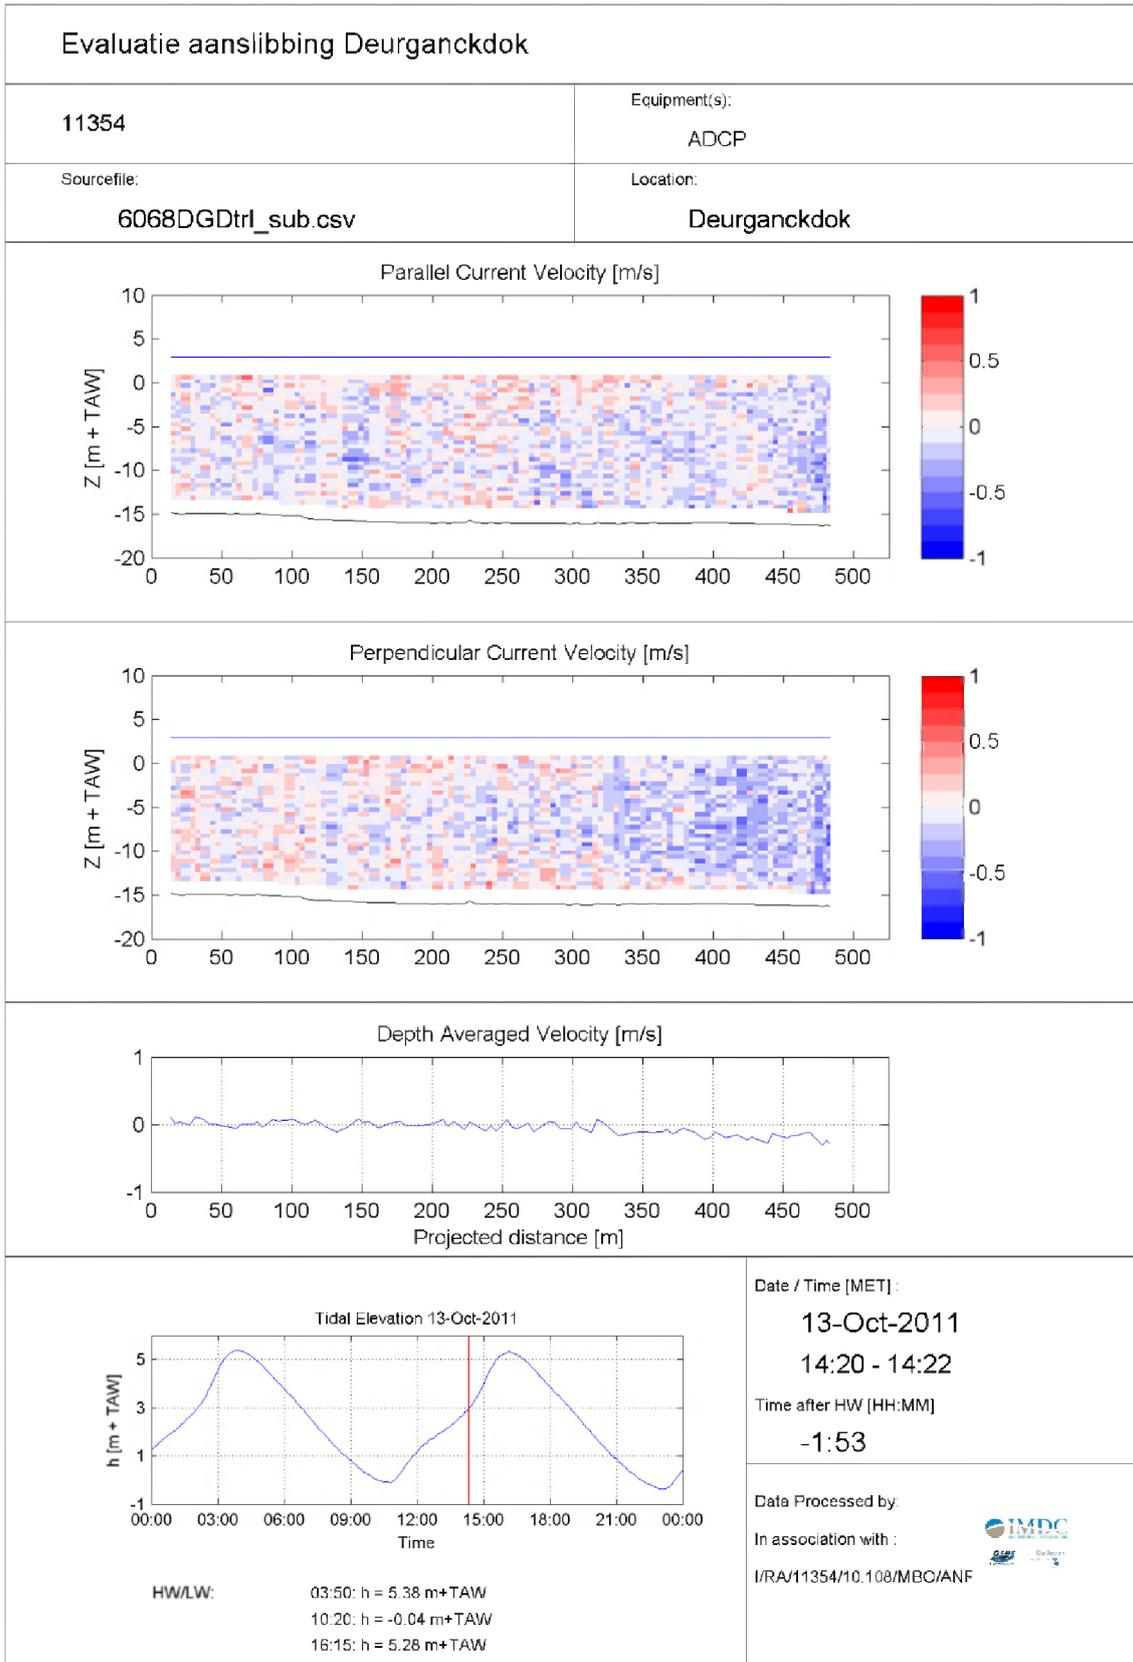 Evaluatie aanslibbing Deurganckdok
11354
Equipment(s):
ADCP
Sourcefile:
6068DGDtrl_sub.csv
Location:
Deurganckdok
Parallel Current Velocity [m/s]
10
5
0
-5
-10
-15
-20
Z [m + TAW]
0 50 100 150 200 250 300 350 400 450 500
1
0.5
0
-0.5
-1
Perpendicular Current Velocity [m/s]
10
5
0
-5
-10
-15
-20
Z [m + TAW]
0 50 100 150 200 250 300 350 400 450 500
1
0.5
0
-0.5
-1
Depth Averaged Velocity [m/s]
1
0
-1
0 50 100 150 200 250 300 350 400 450 500
Projected distance [m]
Tidal Elevation 13-Oct-2011
5
3
1
-1
h [m + TAW]
00:00 03:00 06:00 09:00 12:00 15:00 18:00 21:00 00:00
Time
HW/LW:
03:50: h = 5.38 m+TAW
10:20: h = -0.04 m+TAW
16:15: h = 5.28 m+TAW
Date / Time [MET] :
13-Oct-2011
14:20 - 14:22
Time after HW [HH:MM]
-1:53
Data Processed by:
IMDC
In association with :
I/RA/11354/10.108/MBO/ANF